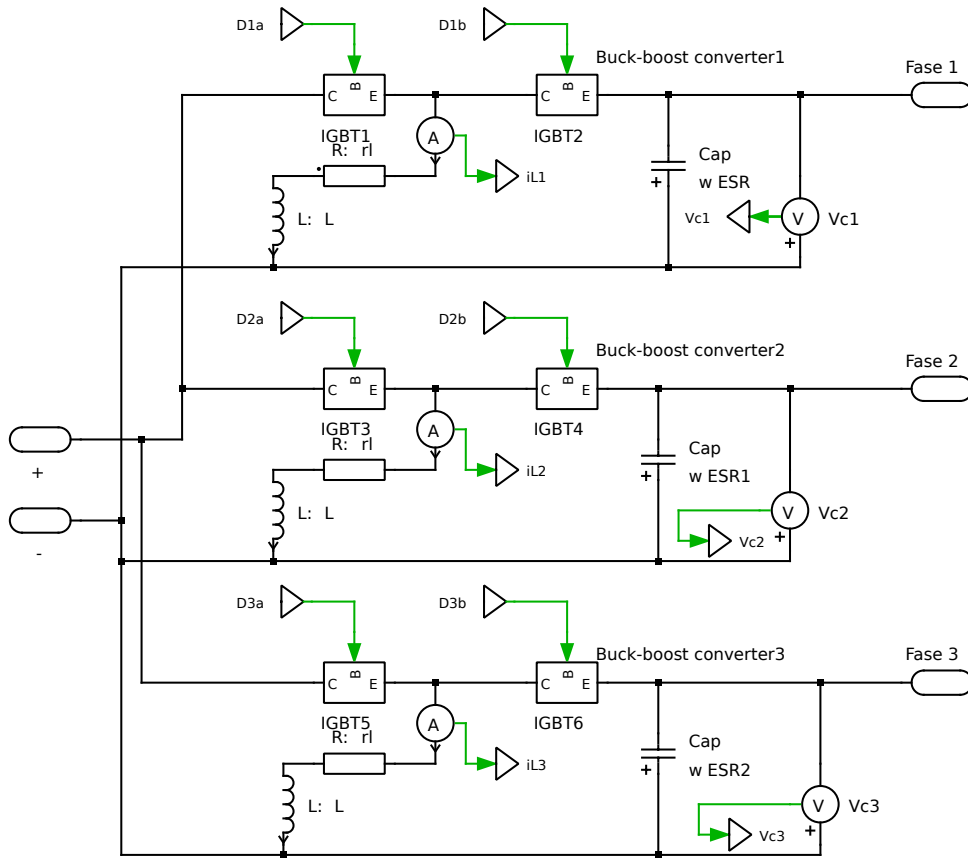 D1a
D1b
Buck-boost converter1
Fase 1
C B E
C B E
IGBT1
A
IGBT2
R: rl
iL1
Cap
w ESR
+
L: L
Vc1
V
Vc1
+
D2a
D2b
Buck-boost converter2
Fase 2
C B E
C B E
IGBT3
A
IGBT4
R: rl
iL2
Cap
w ESR1
+
+
L: L
V
Vc2
Vc2
+
-
D3a
D3b
Buck-boost converter3
Fase 3
C B E
C B E
IGBT5
A
IGBT6
R: rl
iL3
Cap
w ESR2
+
L: L
V
Vc3
Vc3
+